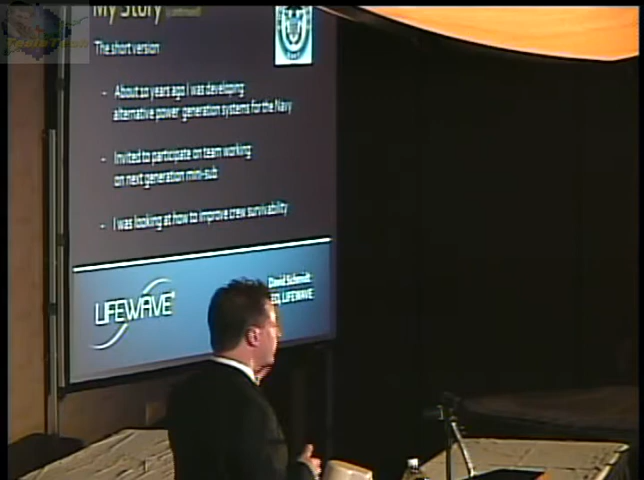 My Story (continued)
The short version
- About 10 years ago I was developing
alternative power generation systems for the Navy
- Invited to participate on team working
on next generation mini-sub
- I was looking at how to improve crew survivability
LIFEWAVE®
David Schmidt
LIFEWAVE